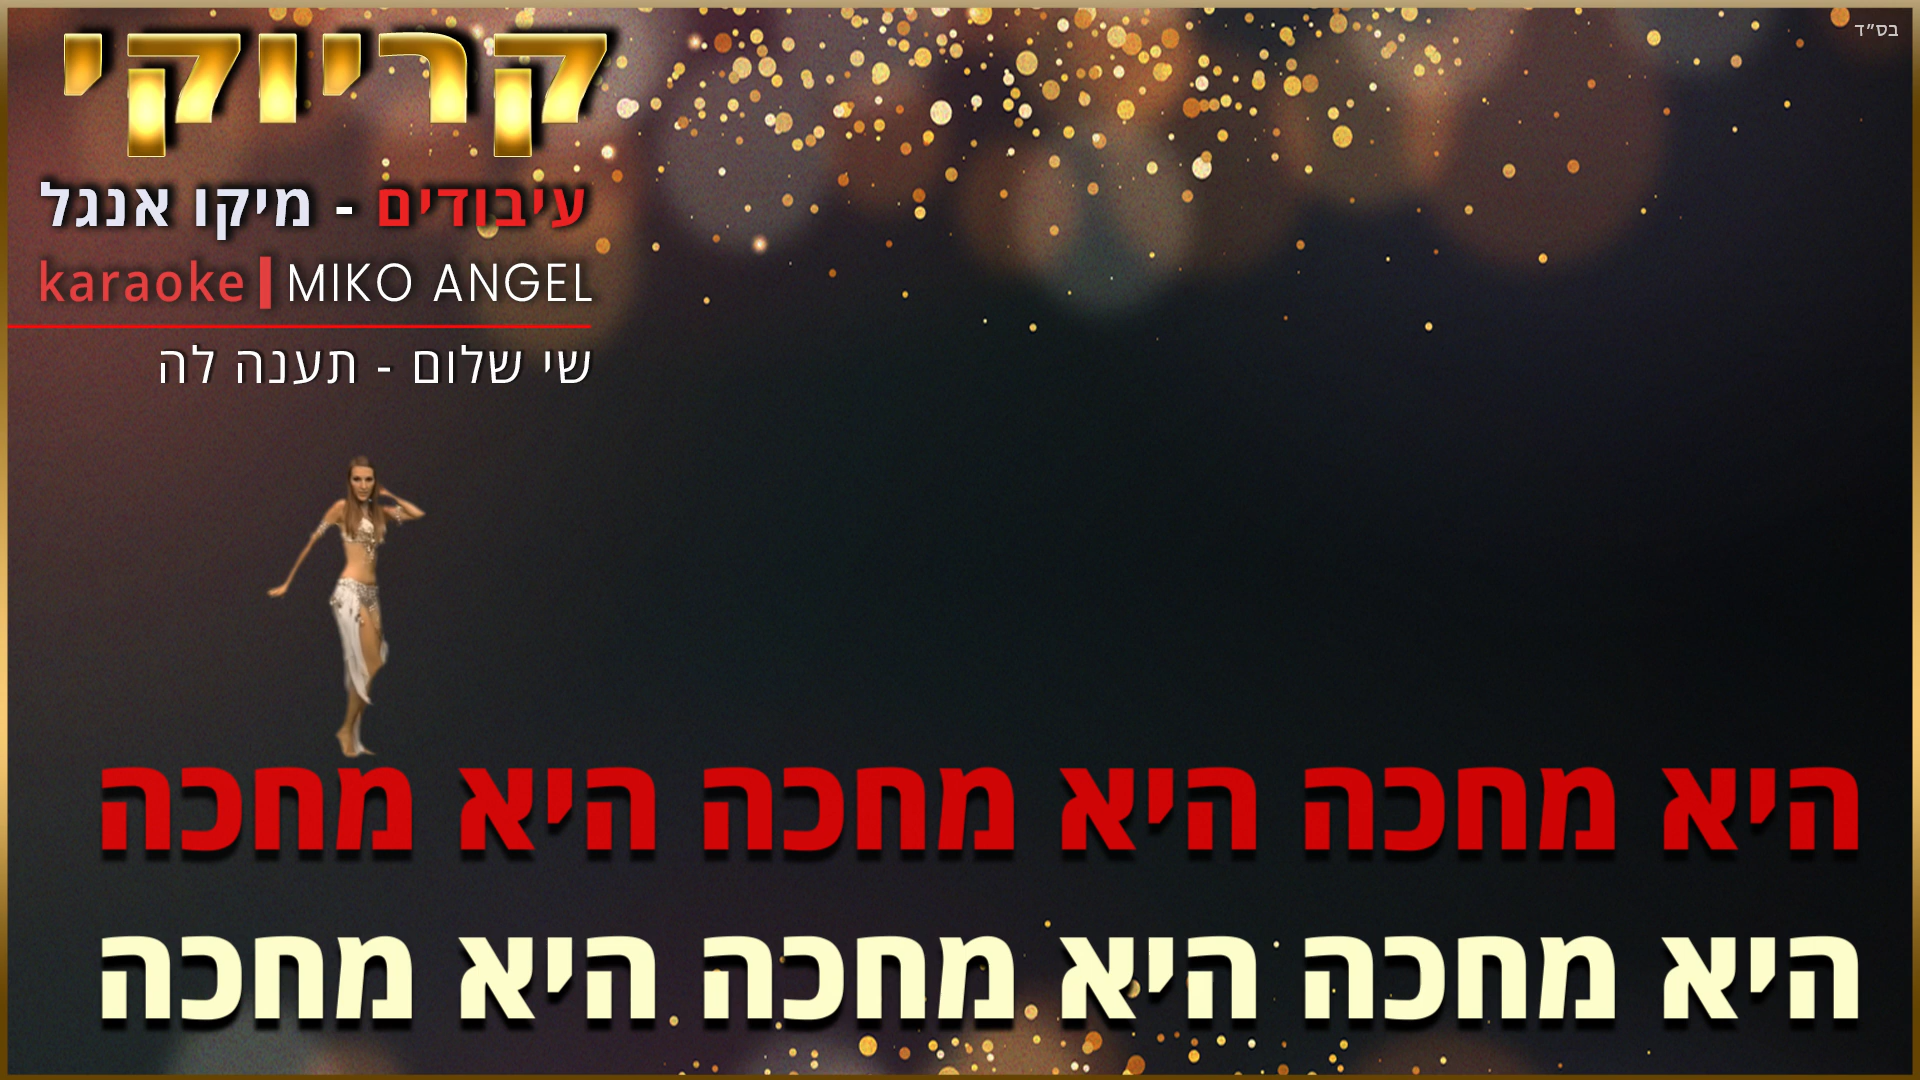 בס״ד
קריוקי
עיבודים - מיקו אנגל
karaoke | MIKO ANGEL
שי שלום - תענה לה
היא מחכה היא מחכה היא מחכה
היא מחכה היא מחכה היא מחכה